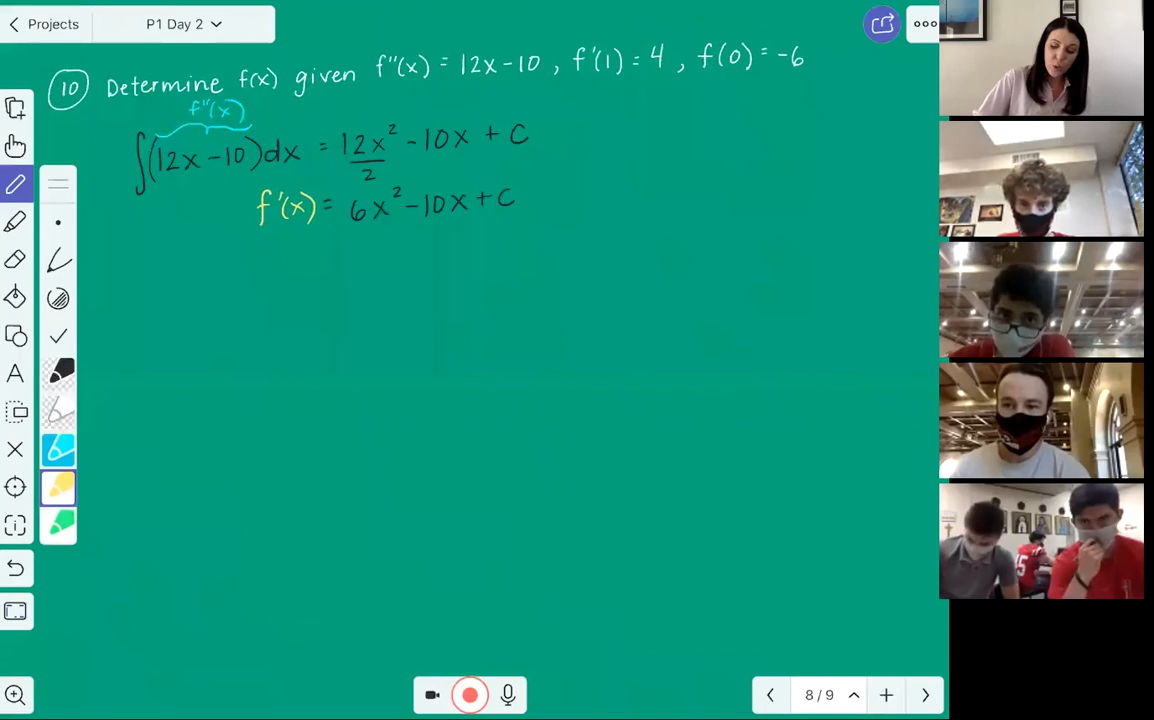 Projects
P1 Day 2
10 Determine f(x) given f''(x) = 12x-10, f'(1) = 4, f(0) = -6
f''(x)
∫(12x-10)dx = 12x²/2 - 10x + C
f'(x) = 6x² - 10x + C
A
15
8 / 9